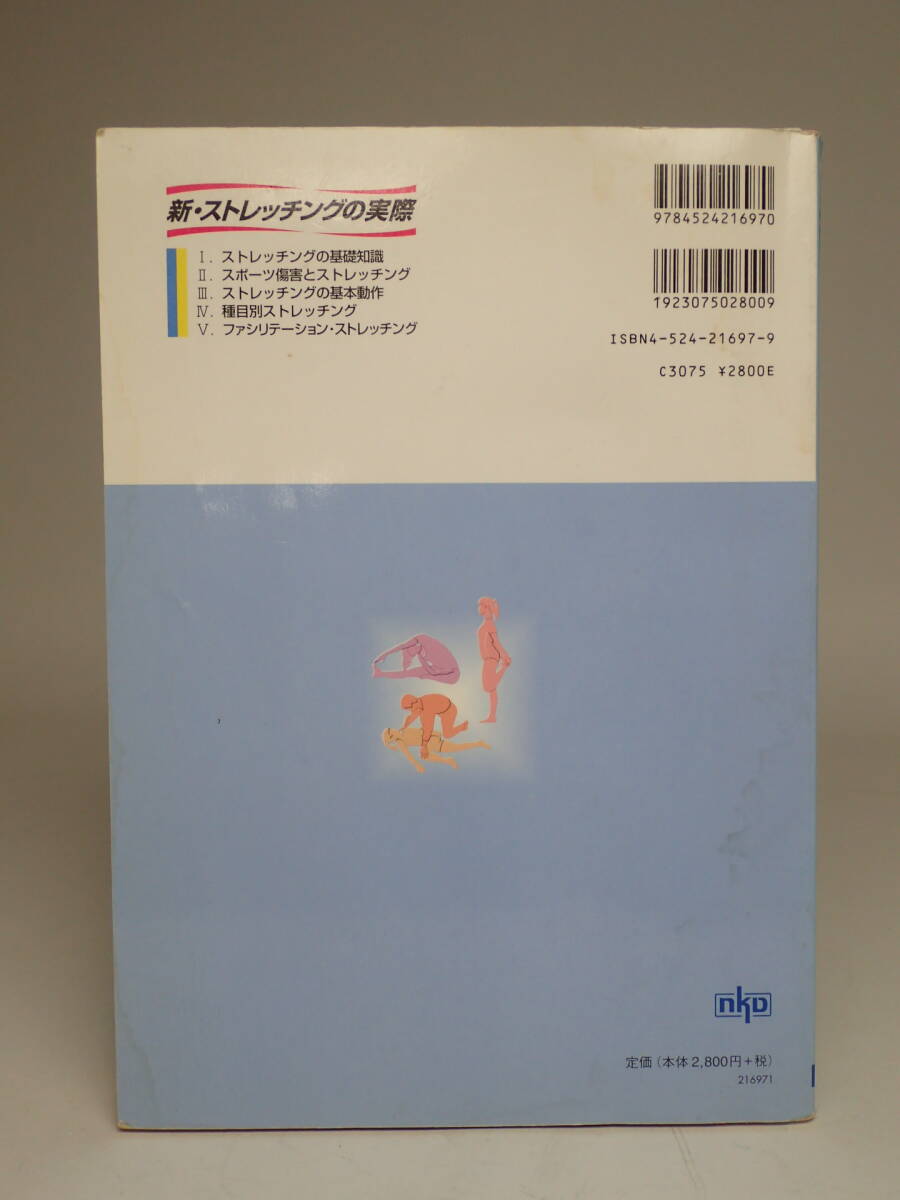 新・ストレッチングの実際
Ⅰ. ストレッチングの基礎知識
Ⅱ. スポーツ傷害とストレッチング
Ⅲ. ストレッチングの基本動作
Ⅳ. 種目別ストレッチング
Ⅴ. ファシリテーション・ストレッチング
9784524216970
1923075028009
ISBN4-524-21697-9
C3075 ¥2800E
nkD
定価(本体2,800円+税)
216971